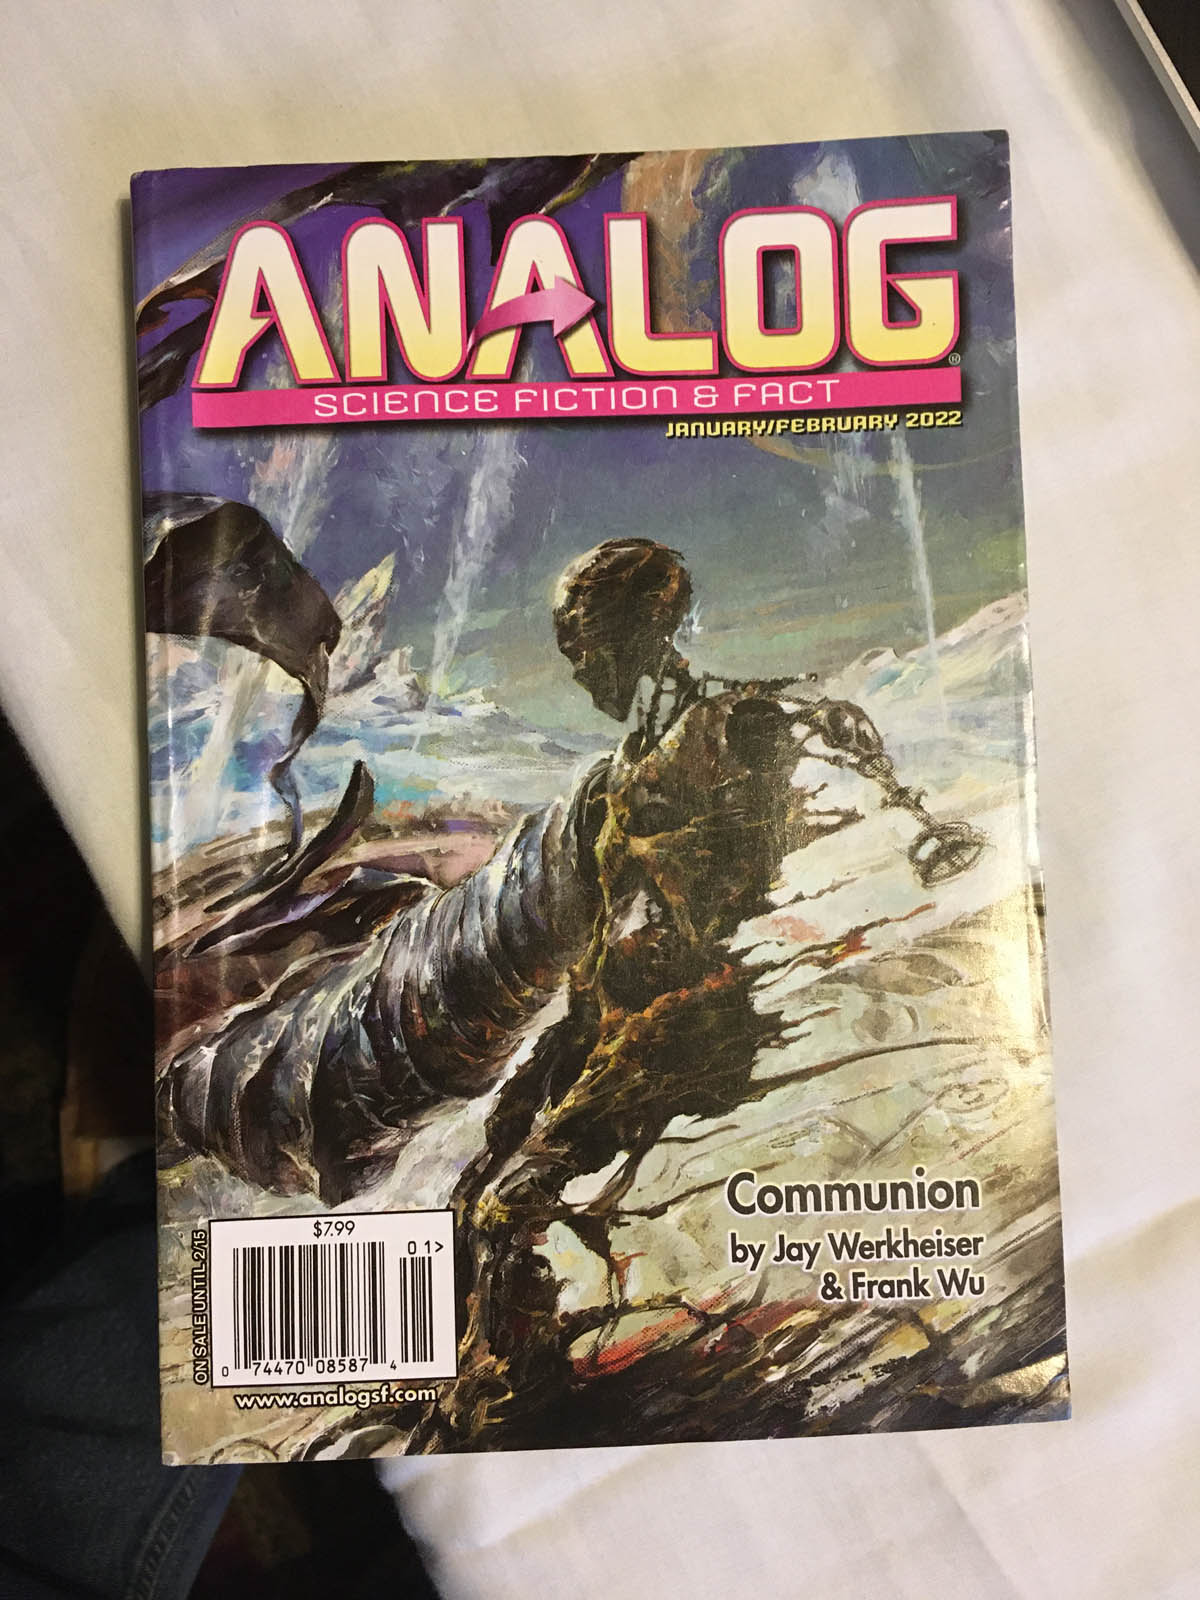 ANALOG
®
SCIENCE FICTION & FACT
JANUARY/FEBRUARY 2022
Communion
by Jay Werkheiser
& Frank Wu
ON SALE UNTIL 2/15
$7.99
01>
0 74470 08587 4
www.analogsf.com